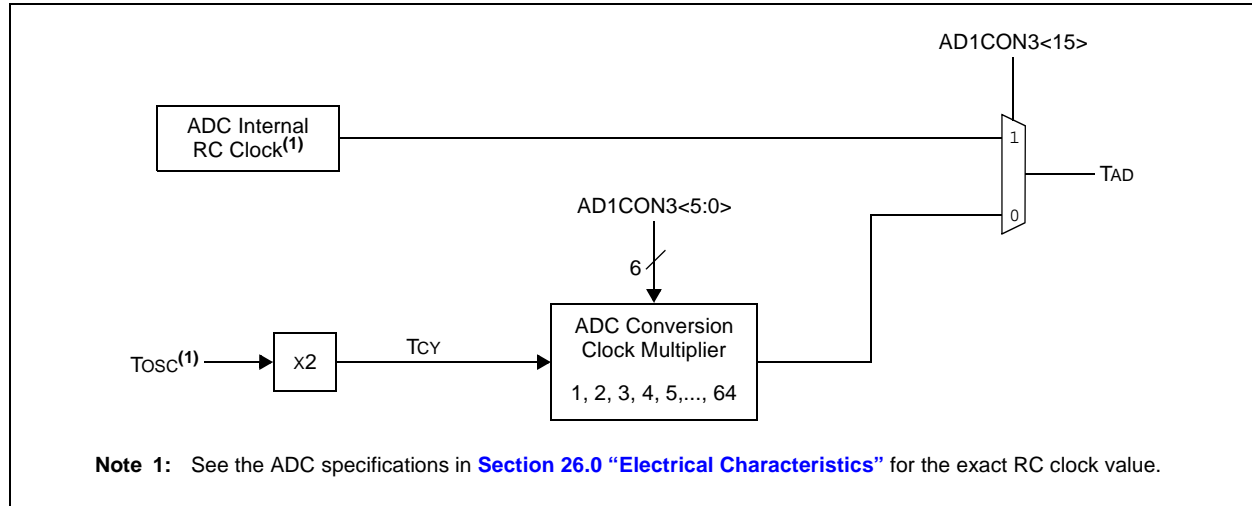 AD1CON3<15>
ADC Internal
RC Clock(1)
1
TAD
AD1CON3<5:0>
0
6
ADC Conversion
Clock Multiplier
TOSC(1)
X2
TCY
1, 2, 3, 4, 5,..., 64
Note 1: See the ADC specifications in Section 26.0 “Electrical Characteristics” for the exact RC clock value.